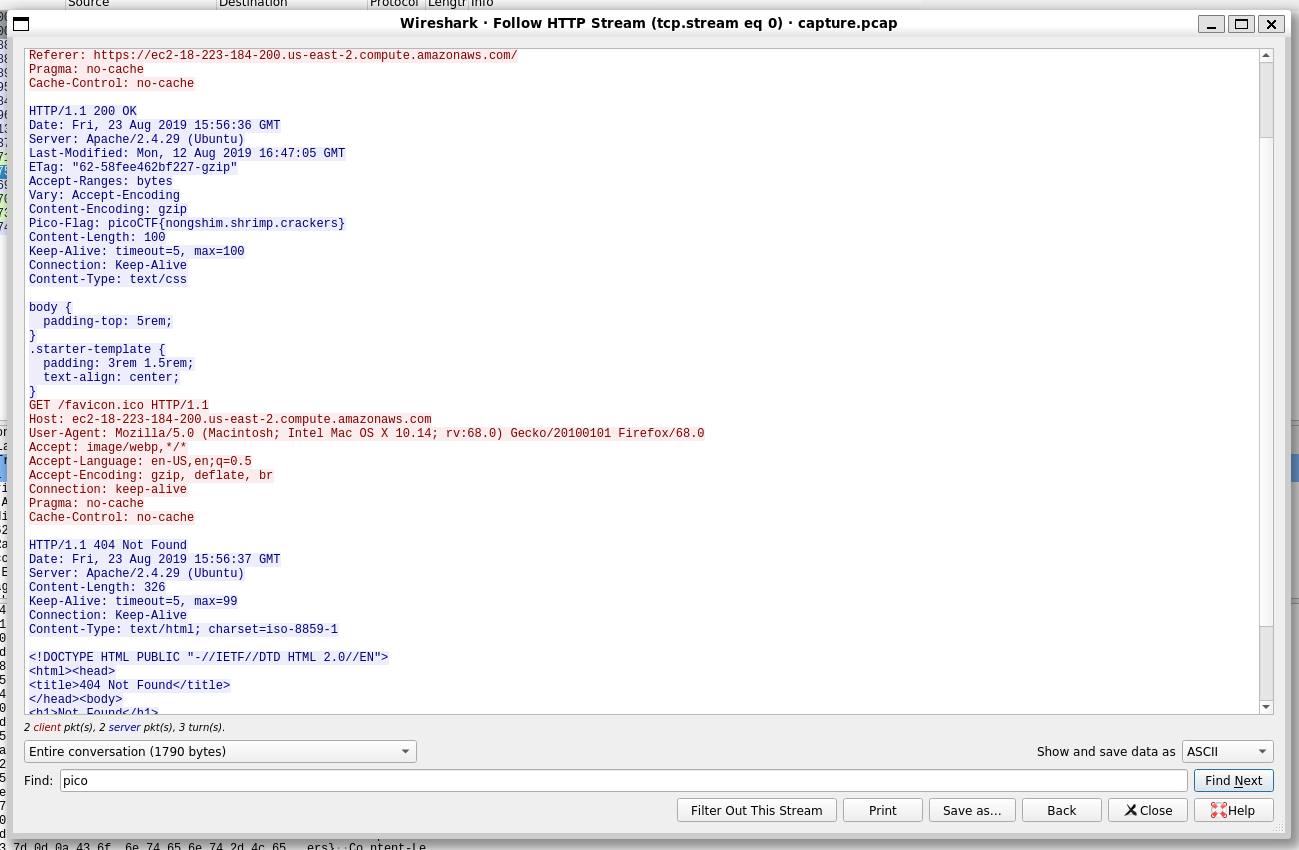 Source Destination Protocol Length Info
Wireshark · Follow HTTP Stream (tcp.stream eq 0) · capture.pcap
Referer: https://ec2-18-223-184-200.us-east-2.compute.amazonaws.com/
Pragma: no-cache
Cache-Control: no-cache
HTTP/1.1 200 OK
Date: Fri, 23 Aug 2019 15:56:36 GMT
Server: Apache/2.4.29 (Ubuntu)
Last-Modified: Mon, 12 Aug 2019 16:47:05 GMT
ETag: "62-58fee462bf227-gzip"
Accept-Ranges: bytes
Vary: Accept-Encoding
Content-Encoding: gzip
Pico-Flag: picoCTF{nongshim.shrimp.crackers}
Content-Length: 100
Keep-Alive: timeout=5, max=100
Connection: Keep-Alive
Content-Type: text/css
body {
  padding-top: 5rem;
}
.starter-template {
  padding: 3rem 1.5rem;
  text-align: center;
}
GET /favicon.ico HTTP/1.1
Host: ec2-18-223-184-200.us-east-2.compute.amazonaws.com
User-Agent: Mozilla/5.0 (Macintosh; Intel Mac OS X 10.14; rv:68.0) Gecko/20100101 Firefox/68.0
Accept: image/webp,*/*
Accept-Language: en-US,en;q=0.5
Accept-Encoding: gzip, deflate, br
Connection: keep-alive
Pragma: no-cache
Cache-Control: no-cache
HTTP/1.1 404 Not Found
Date: Fri, 23 Aug 2019 15:56:37 GMT
Server: Apache/2.4.29 (Ubuntu)
Content-Length: 326
Keep-Alive: timeout=5, max=99
Connection: Keep-Alive
Content-Type: text/html; charset=iso-8859-1
<!DOCTYPE HTML PUBLIC "-//IETF//DTD HTML 2.0//EN">
<html><head>
<title>404 Not Found</title>
</head><body>
<h1>Not Found</h1>
2 client pkt(s), 2 server pkt(s), 3 turn(s).
Entire conversation (1790 bytes) Show and save data as ASCII
Find: pico Find Next
Filter Out This Stream Print Save as... Back Close Help
7d 0d 0a 43 6f 6e 74 65 6e 74 2d 4c 65 ers}··Co ntent-Le